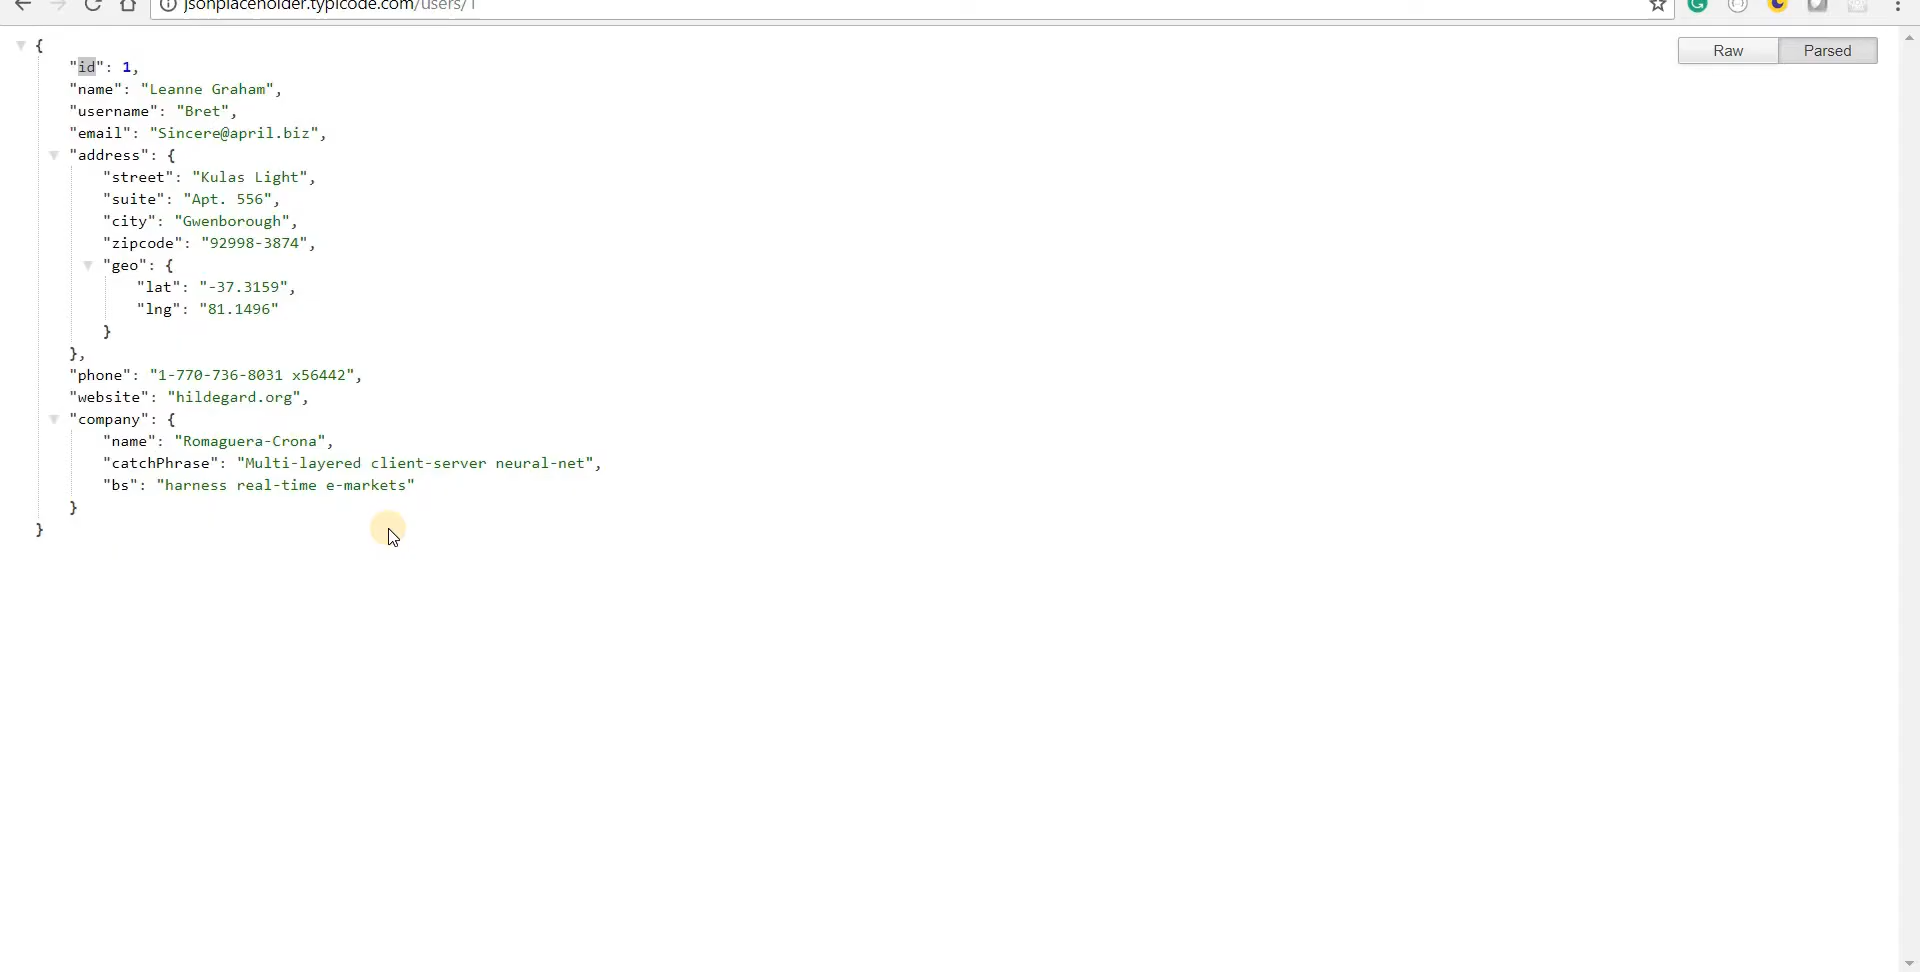 jsonplaceholder.typicode.com/users/1
Raw Parsed
{
"id": 1,
"name": "Leanne Graham",
"username": "Bret",
"email": "Sincere@april.biz",
"address": {
"street": "Kulas Light",
"suite": "Apt. 556",
"city": "Gwenborough",
"zipcode": "92998-3874",
"geo": {
"lat": "-37.3159",
"lng": "81.1496"
}
},
"phone": "1-770-736-8031 x56442",
"website": "hildegard.org",
"company": {
"name": "Romaguera-Crona",
"catchPhrase": "Multi-layered client-server neural-net",
"bs": "harness real-time e-markets"
}
}